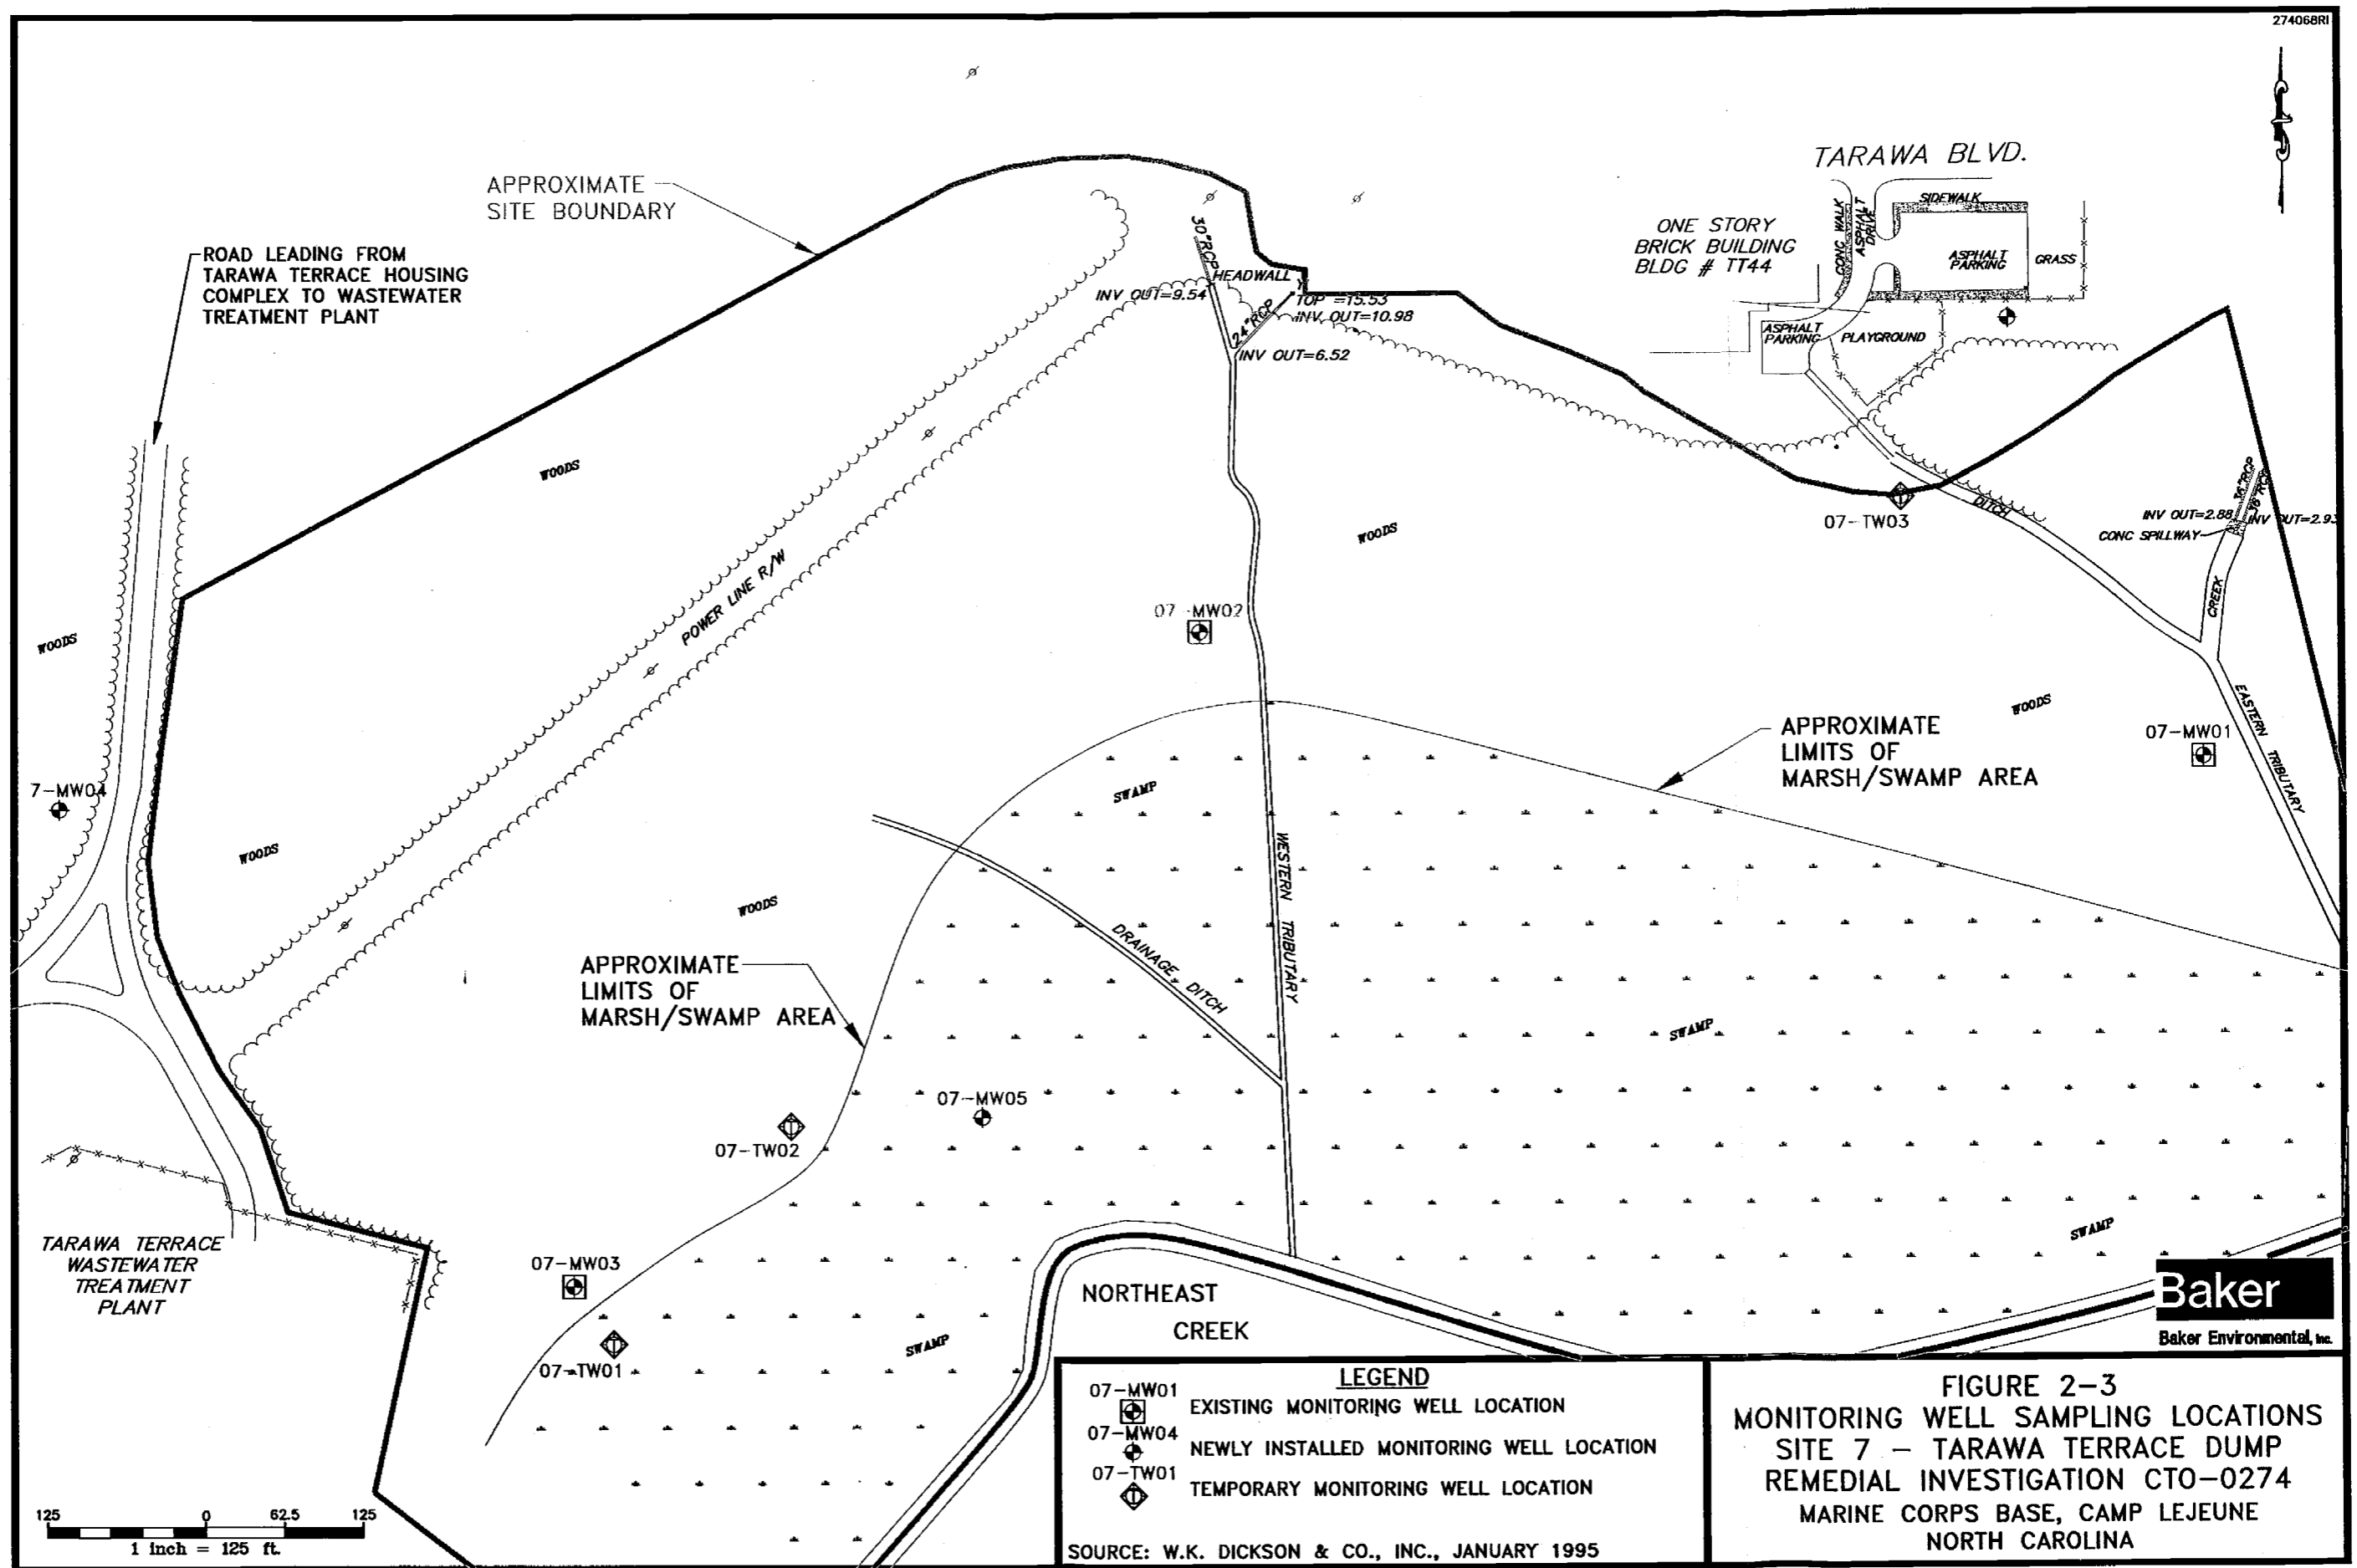 274068RI
TARAWA BLVD.
APPROXIMATE
SITE BOUNDARY
ROAD LEADING FROM
TARAWA TERRACE HOUSING
COMPLEX TO WASTEWATER
TREATMENT PLANT
ONE STORY
BRICK BUILDING
BLDG # TT44
CONC WALK
ASPHALT
DRIVE
SIDEWALK
ASPHALT
PARKING
GRASS
ASPHALT
PARKING
PLAYGROUND
30"RCP
HEADWALL
INV OUT=9.54
TOP =15.53
INV OUT=10.98
24"RCP
INV OUT=6.52
WOODS
WOODS
POWER LINE R/W
07-TW03
DITCH
36"RCP
36"RCP
INV OUT=2.88
INV OUT=2.93
CONC SPILLWAY
CREEK
07-MW02
WOODS
WOODS
EASTERN TRIBUTARY
07-MW01
APPROXIMATE
LIMITS OF
MARSH/SWAMP AREA
7-MW04
SWAMP
WOODS
WOODS
WESTERN TRIBUTARY
DRAINAGE DITCH
APPROXIMATE
LIMITS OF
MARSH/SWAMP AREA
SWAMP
07-MW05
07-TW02
TARAWA TERRACE
WASTEWATER
TREATMENT
PLANT
07-MW03
07-TW01
SWAMP
SWAMP
NORTHEAST
CREEK
Baker
Baker Environmental, Inc.
125 0 62.5 125
1 inch = 125 ft.
LEGEND
07-MW01
EXISTING MONITORING WELL LOCATION
07-MW04
NEWLY INSTALLED MONITORING WELL LOCATION
07-TW01
TEMPORARY MONITORING WELL LOCATION
SOURCE: W.K. DICKSON & CO., INC., JANUARY 1995
FIGURE 2-3
MONITORING WELL SAMPLING LOCATIONS
SITE 7 - TARAWA TERRACE DUMP
REMEDIAL INVESTIGATION CTO-0274
MARINE CORPS BASE, CAMP LEJEUNE
NORTH CAROLINA